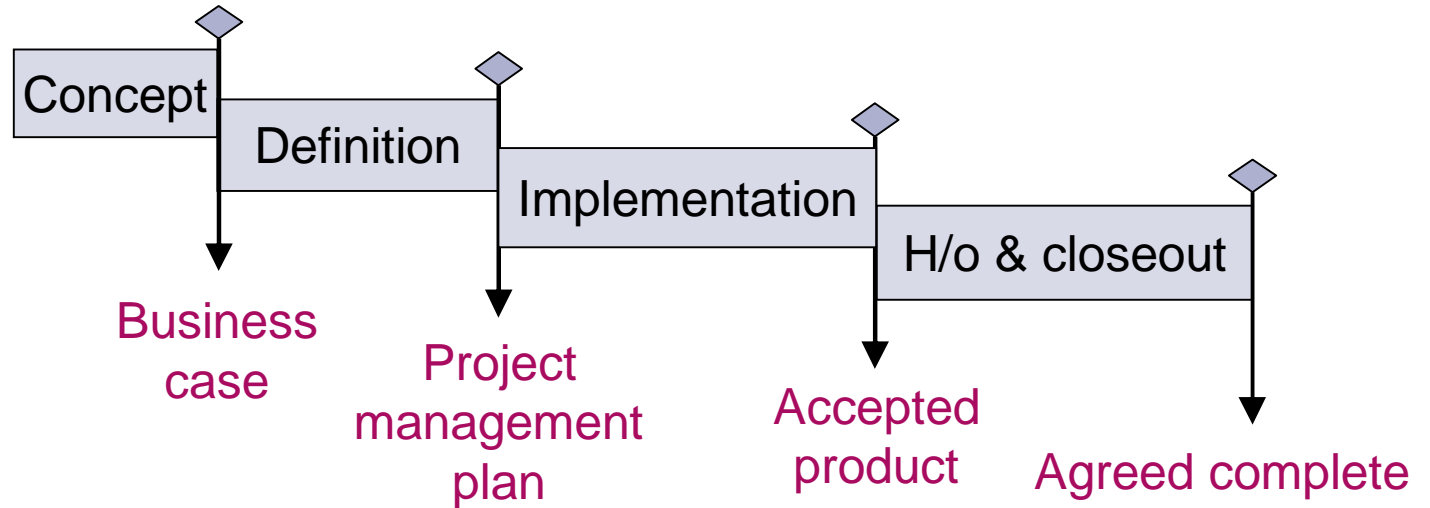 Concept
Definition
Implementation
H/o & closeout
Business
case
Project
management
plan
Accepted
product
Agreed complete